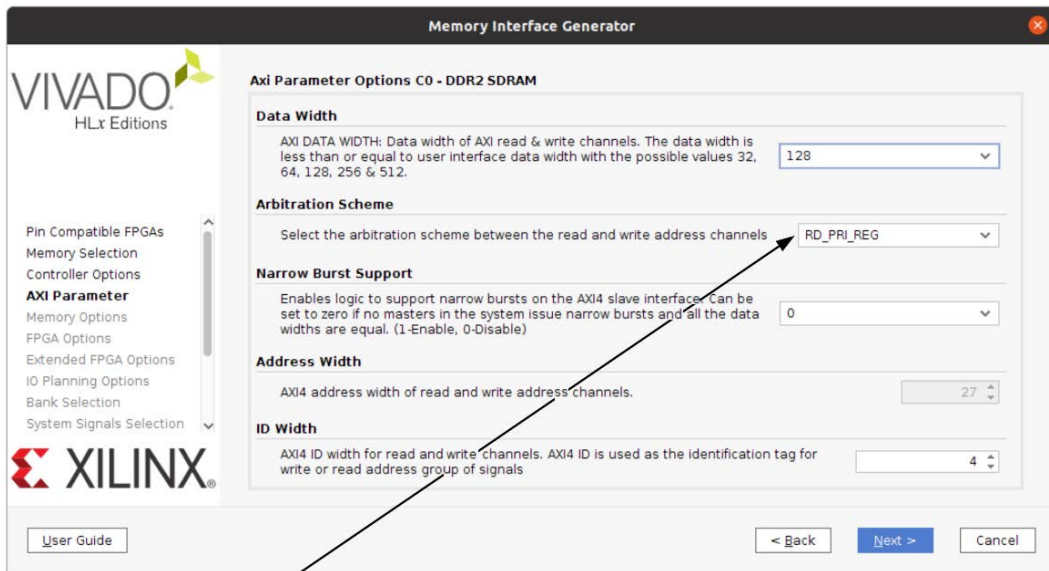 Memory Interface Generator
VIVADO.
HLx Editions
Pin Compatible FPGAs
Memory Selection
Controller Options
AXI Parameter
Memory Options
FPGA Options
Extended FPGA Options
IO Planning Options
Bank Selection
System Signals Selection
XILINX®
Axi Parameter Options C0 - DDR2 SDRAM
Data Width
AXI DATA WIDTH: Data width of AXI read & write channels. The data width is
less than or equal to user interface data width with the possible values 32,
64, 128, 256 & 512.
128
Arbitration Scheme
Select the arbitration scheme between the read and write address channels
RD_PRI_REG
Narrow Burst Support
Enables logic to support narrow bursts on the AXI4 slave interface. Can be
set to zero if no masters in the system issue narrow bursts and all the data
widths are equal. (1-Enable, 0-Disable)
0
Address Width
AXI4 address width of read and write address channels.
27
ID Width
AXI4 ID width for read and write channels. AXI4 ID is used as the identification tag for
write or read address group of signals
4
User Guide
< Back
Next >
Cancel